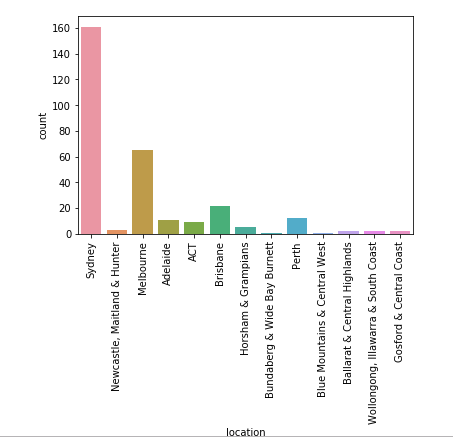 160
140
120
100
80
60
40
20
0
count
Sydney
Newcastle, Maitland & Hunter
Melbourne
Adelaide
ACT
Brisbane
Horsham & Grampians
Bundaberg & Wide Bay Burnett
Perth
Blue Mountains & Central West
Ballarat & Central Highlands
Wollongong, Illawarra & South Coast
Gosford & Central Coast
location